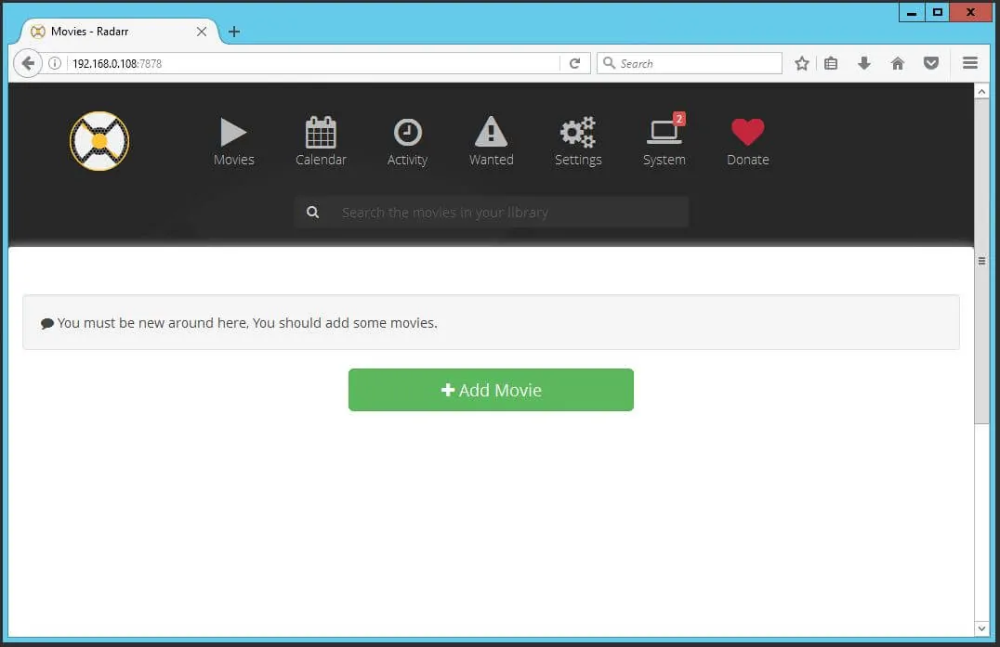 Movies - Radarr
192.168.0.108:7878
Search
2
Movies
Calendar
Activity
Wanted
Settings
System
Donate
Search the movies in your library
You must be new around here, You should add some movies.
Add Movie